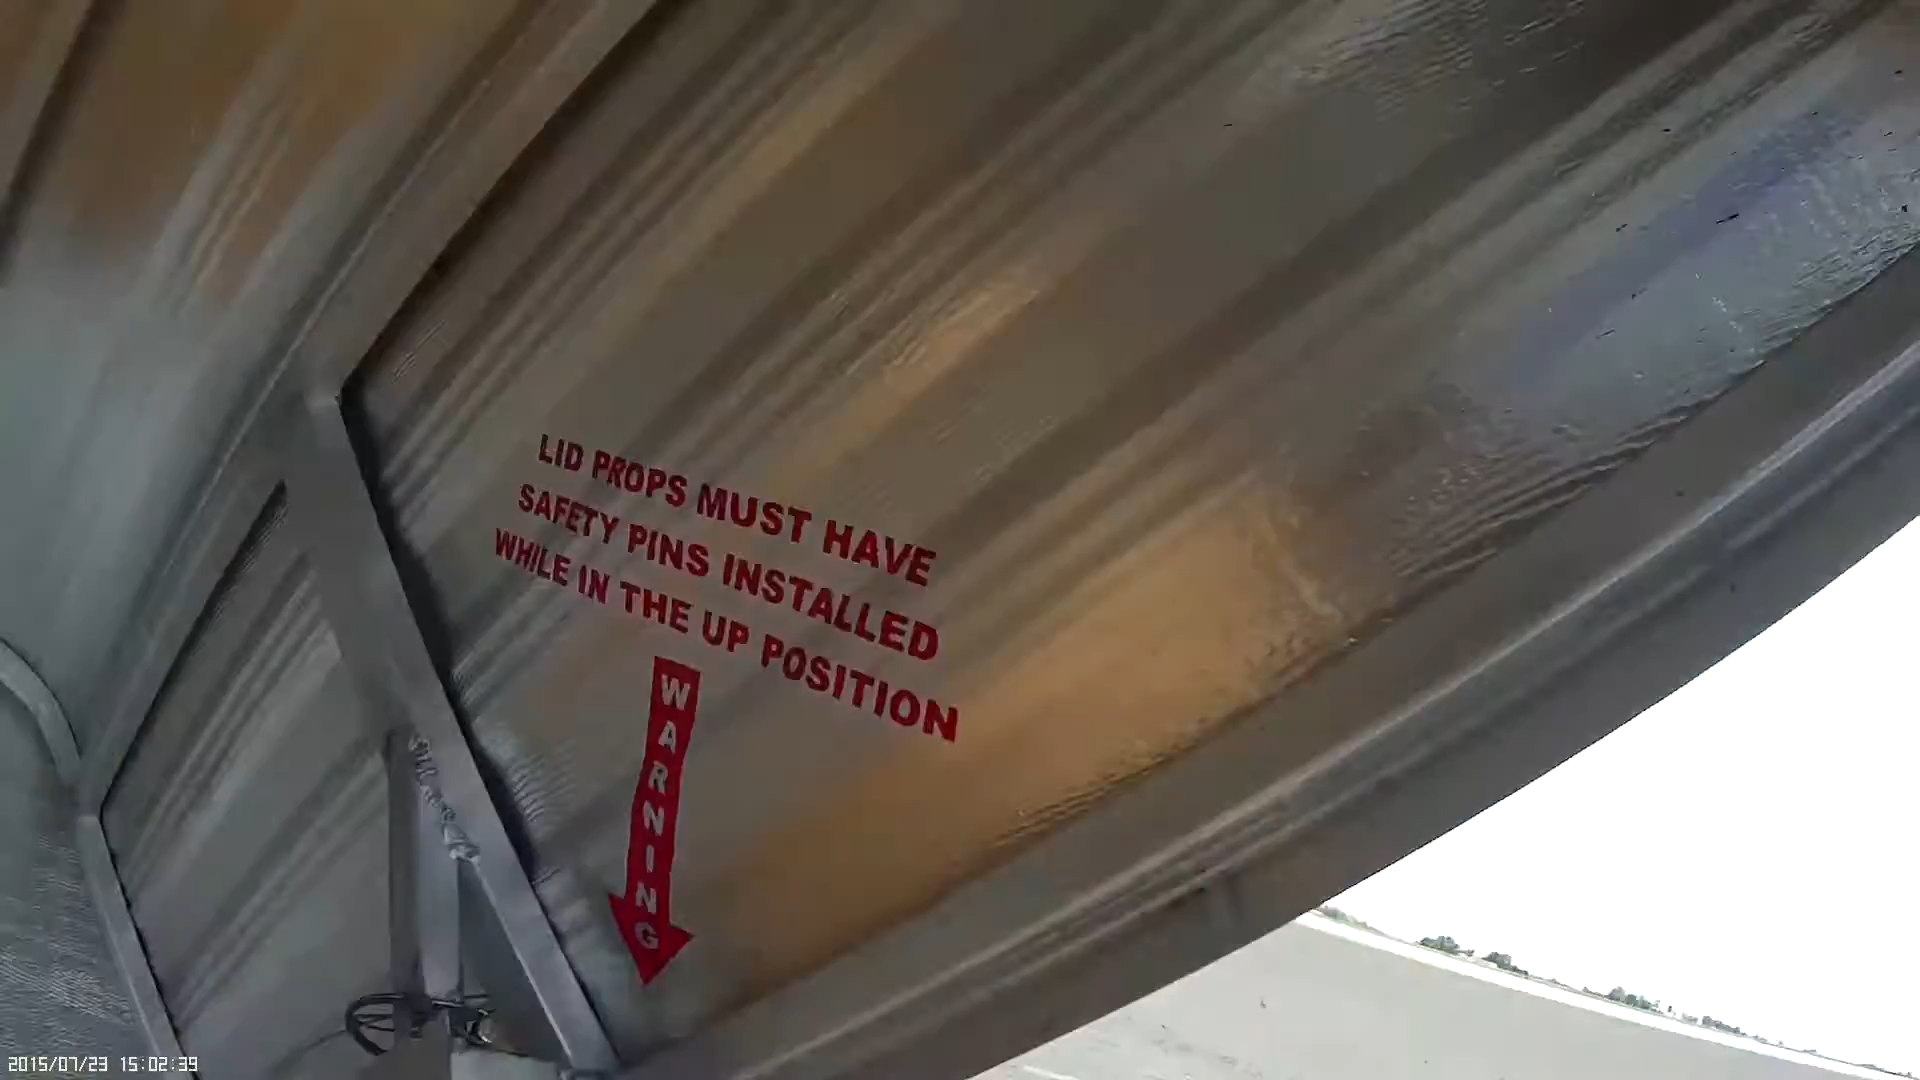 LID PROPS MUST HAVE
SAFETY PINS INSTALLED
WHILE IN THE UP POSITION
WARNING
2015/07/23 15:02:39